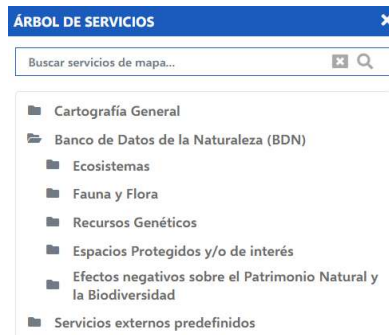 ÁRBOL DE SERVICIOS
Buscar servicios de mapa...
Cartografía General
Banco de Datos de la Naturaleza (BDN)
Ecosistemas
Fauna y Flora
Recursos Genéticos
Espacios Protegidos y/o de interés
Efectos negativos sobre el Patrimonio Natural y
la Biodiversidad
Servicios externos predefinidos